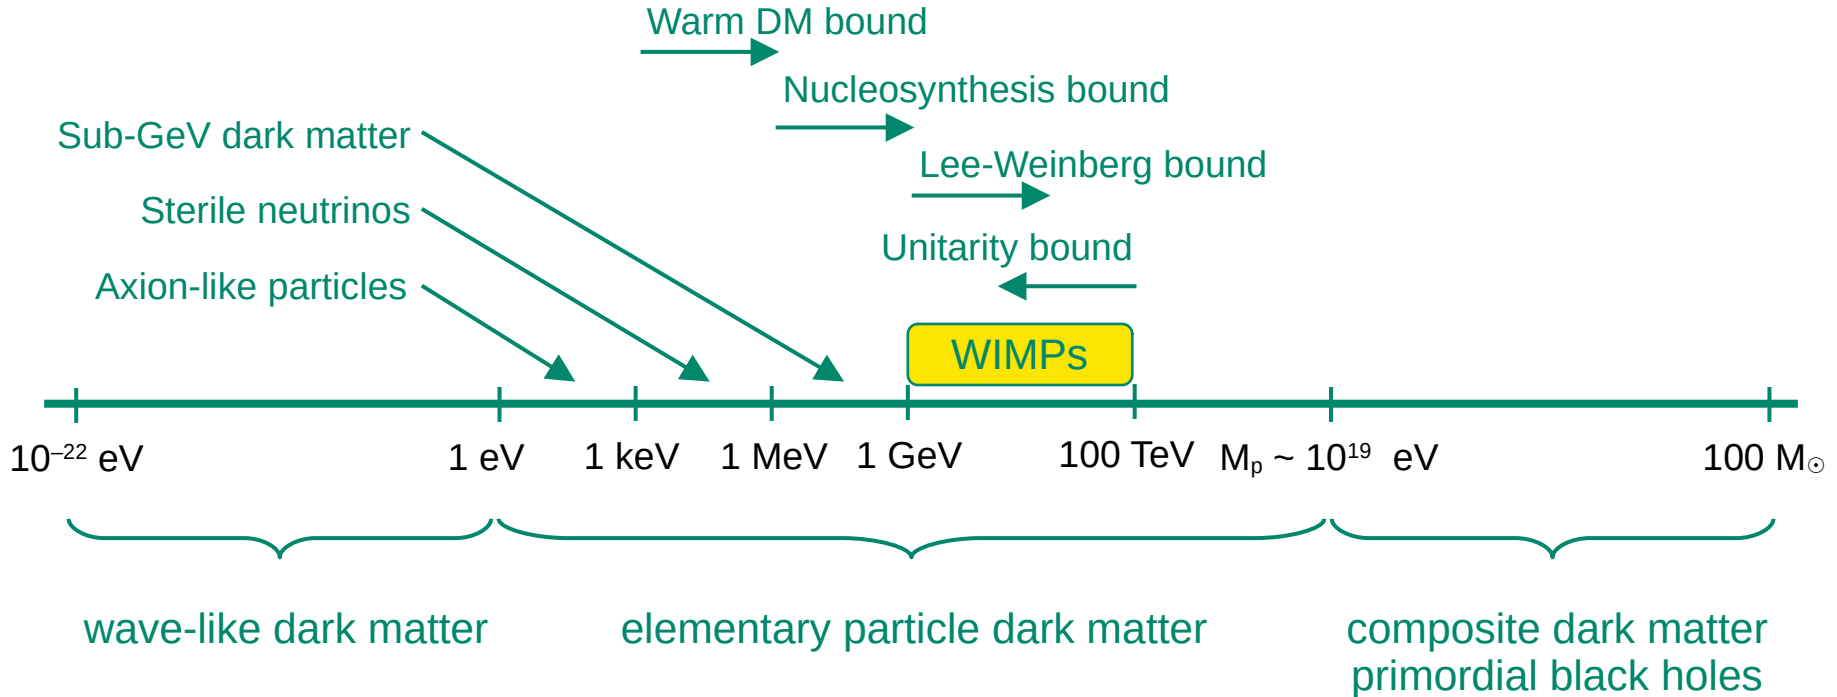 Warm DM bound
Nucleosynthesis bound
Sub-GeV dark matter
Lee-Weinberg bound
Sterile neutrinos
Unitarity bound
Axion-like particles
WIMPs
10⁻²² eV
1 eV
1 keV
1 MeV
1 GeV
100 TeV
Mₚ ~ 10¹⁹ eV
100 M☉
wave-like dark matter
elementary particle dark matter
composite dark matter
primordial black holes